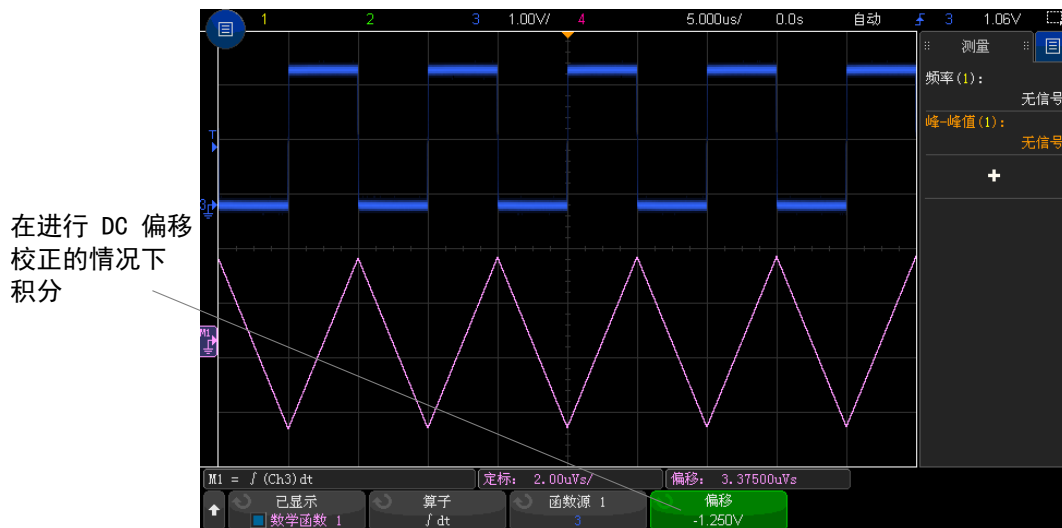 1 2 3 1.00V/ 4 5.000us/ 0.0s 自动 3 1.06V
测量
频率(1):
无信号
峰-峰值(1):
无信号
+
T
3
在进行 DC 偏移
校正的情况下
积分
M1
M1 = ∫(Ch3)dt 定标: 2.00uVs/ 偏移: 3.37500uVs
已显示 算子 函数源 1 偏移
数学函数 1 ∫dt 3 -1.250V